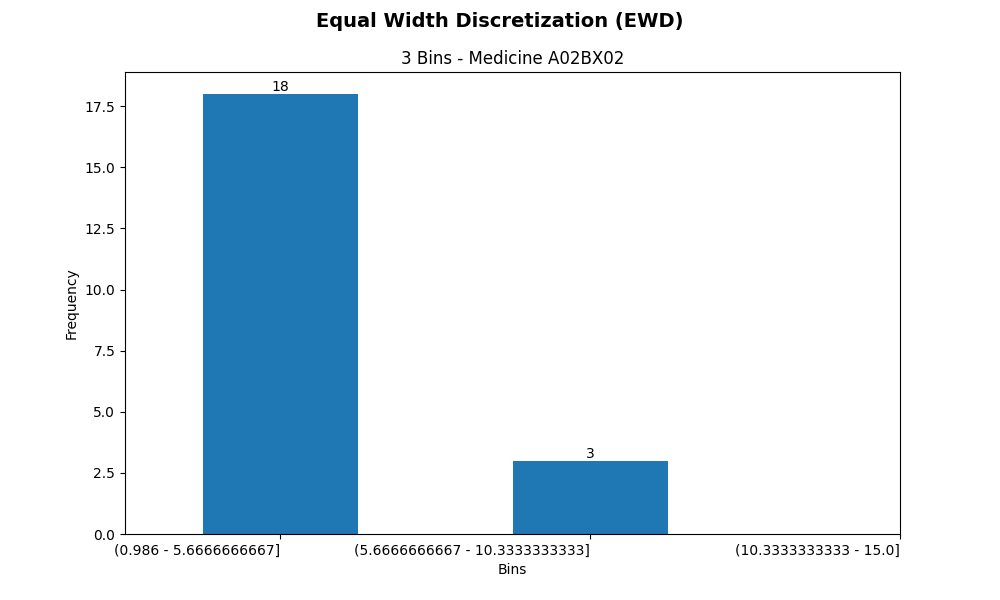 Equal Width Discretization (EWD)
3 Bins - Medicine A02BX02
18
17.5
15.0
12.5
10.0
Frequency
7.5
5.0
3
2.5
0.0
(0.986 - 5.6666666667] (5.6666666667 - 10.3333333333] (10.3333333333 - 15.0]
Bins